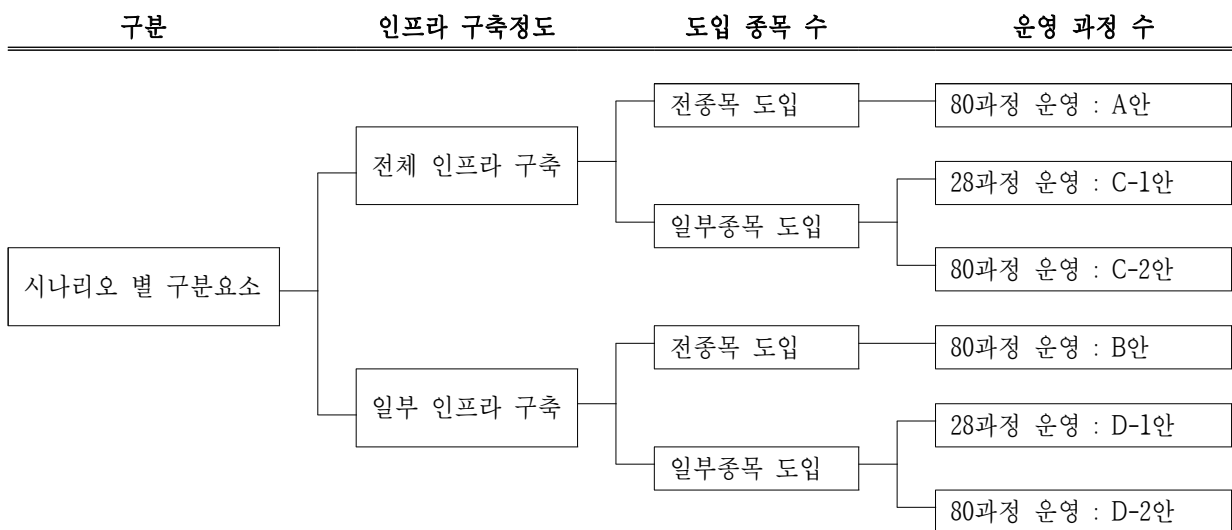 구분 인프라 구축정도 도입 종목 수 운영 과정 수
전종목 도입 80과정 운영 : A안
전체 인프라 구축
28과정 운영 : C-1안
일부종목 도입
80과정 운영 : C-2안
시나리오 별 구분요소
전종목 도입 80과정 운영 : B안
일부 인프라 구축
28과정 운영 : D-1안
일부종목 도입
80과정 운영 : D-2안